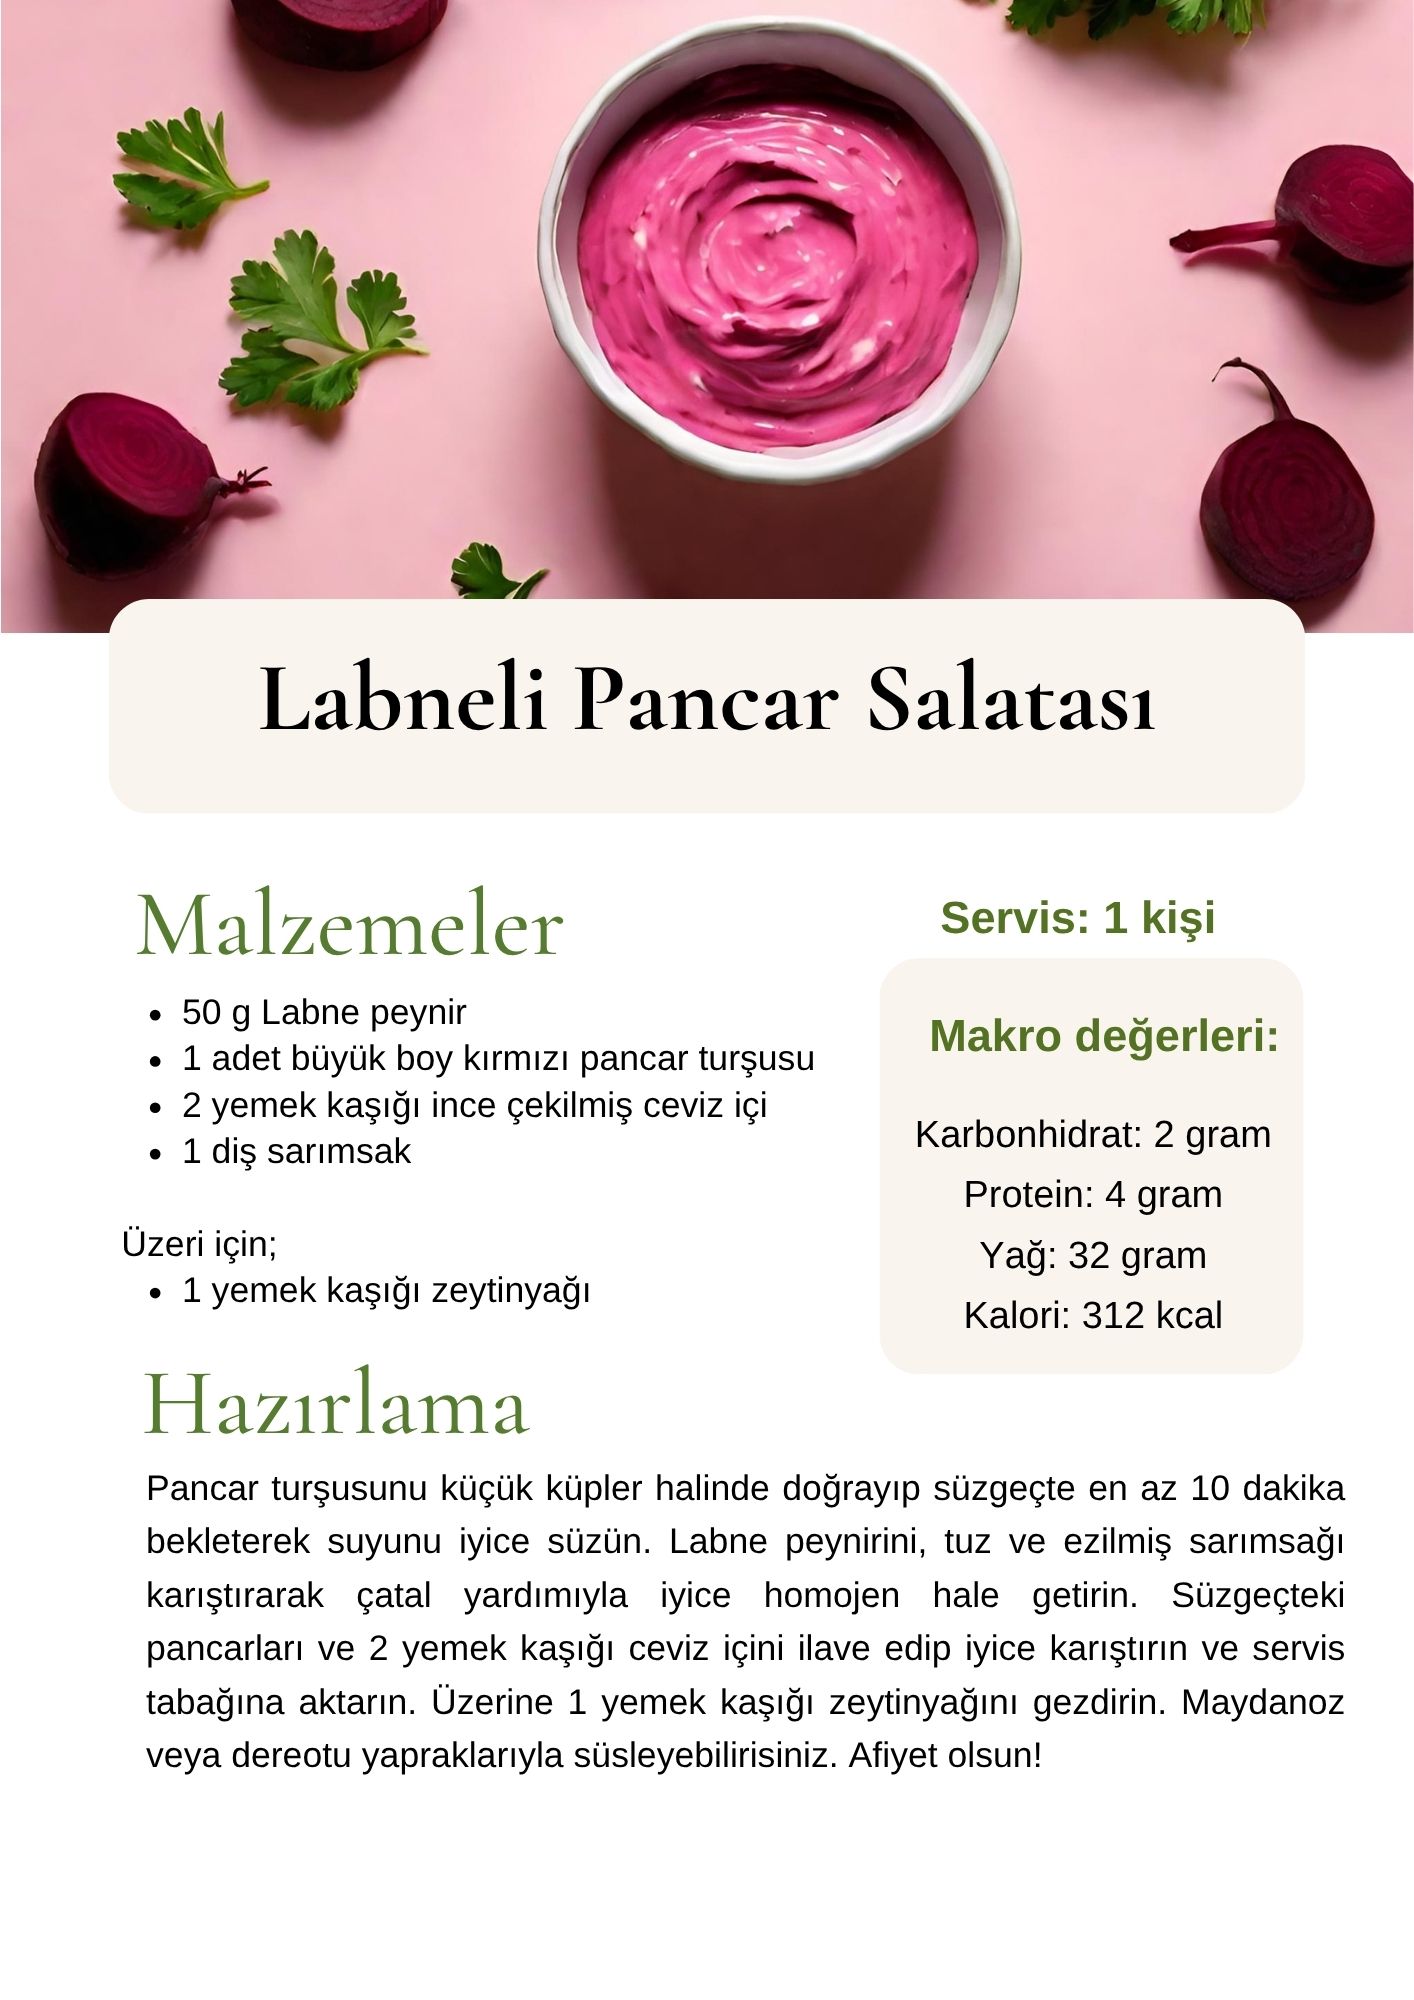 Labneli Pancar Salatası
Malzemeler
• 50 g Labne peynir
• 1 adet büyük boy kırmızı pancar turşusu
• 2 yemek kaşığı ince çekilmiş ceviz içi
• 1 diş sarımsak
Üzeri için;
• 1 yemek kaşığı zeytinyağı
Servis: 1 kişi
Makro değerleri:
Karbonhidrat: 2 gram
Protein: 4 gram
Yağ: 32 gram
Kalori: 312 kcal
Hazırlama
Pancar turşusunu küçük küpler halinde doğrayıp süzgeçte en az 10 dakika
bekleterek suyunu iyice süzün. Labne peynirini, tuz ve ezilmiş sarımsağı
karıştırarak çatal yardımıyla iyice homojen hale getirin. Süzgeçteki
pancarları ve 2 yemek kaşığı ceviz içini ilave edip iyice karıştırın ve servis
tabağına aktarın. Üzerine 1 yemek kaşığı zeytinyağını gezdirin. Maydanoz
veya dereotu yapraklarıyla süsleyebilirisiniz. Afiyet olsun!